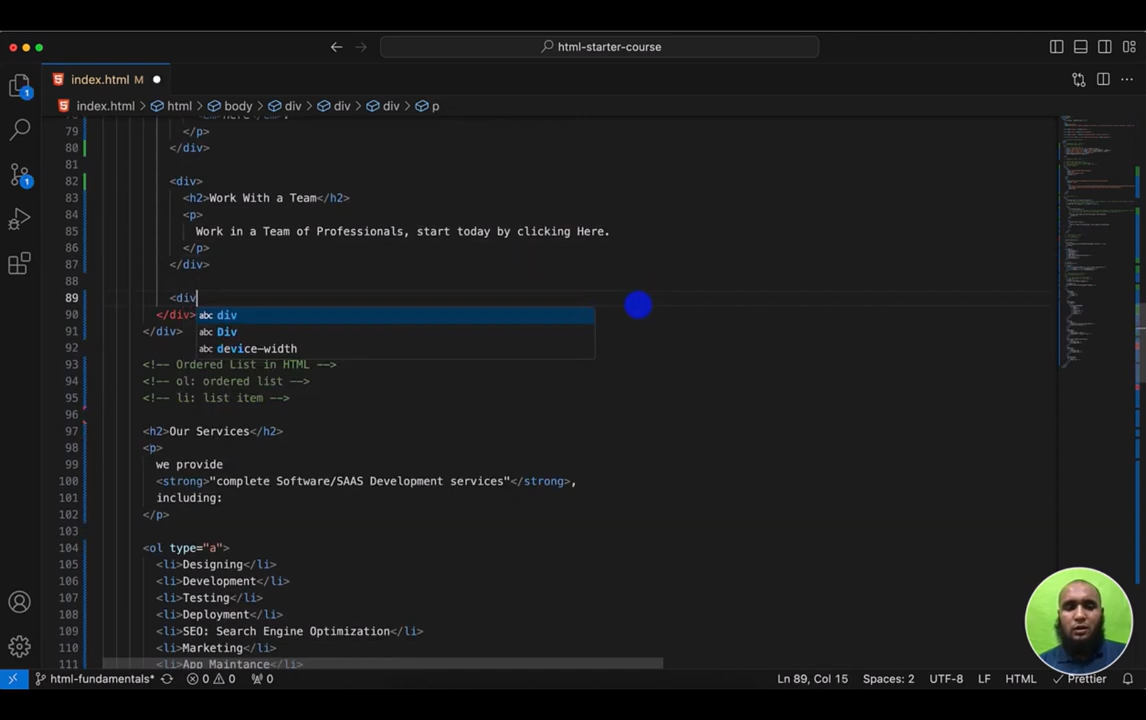 html-starter-course
index.html M
index.html > html > body > div > div > div > p
79 </p>
80 </div>
81
82 <div>
83 <h2>Work With a Team</h2>
84 <p>
85 Work in a Team of Professionals, start today by clicking Here.
86 </p>
87 </div>
88
89 <div
90 </div>
abc div
91 </div>
abc Div
abc device-width
92
93 <!-- Ordered List in HTML -->
94 <!-- ol: ordered list -->
95 <!-- li: list item -->
96
97 <h2>Our Services</h2>
98 <p>
99 we provide
100 <strong>"complete Software/SAAS Development services"</strong>,
101 including:
102 </p>
103
104 <ol type="a">
105 <li>Designing</li>
106 <li>Development</li>
107 <li>Testing</li>
108 <li>Deployment</li>
109 <li>SEO: Search Engine Optimization</li>
110 <li>Marketing</li>
111 <li>App Maintance</li>
1
1
html-fundamentals* 0 0 0 Ln 89, Col 15 Spaces: 2 UTF-8 LF HTML Prettier